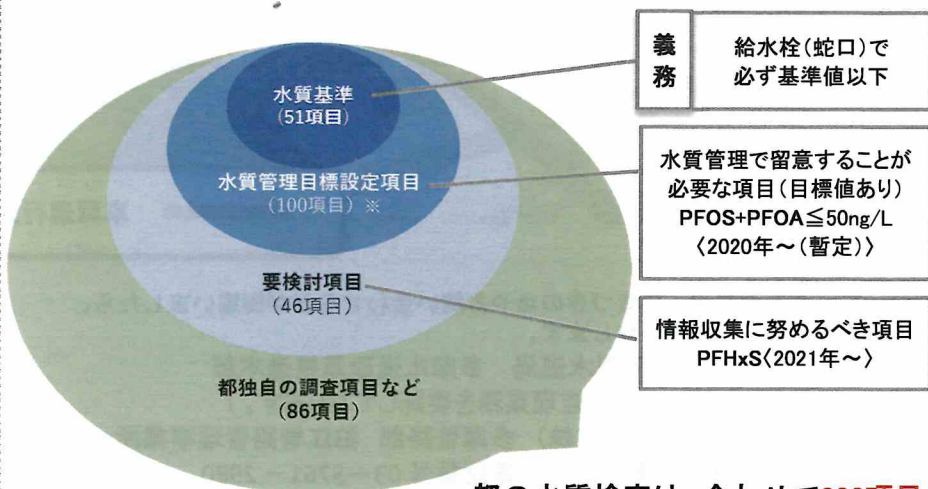 水質基準
(51項目)
水質管理目標設定項目
(100項目) ※
要検討項目
(46項目)
都独自の調査項目など
(86項目)
義務
給水栓(蛇口)で
必ず基準値以下
水質管理で留意することが
必要な項目(目標値あり)
PFOS+PFOA≦50ng/L
〈2020年～(暫定)〉
情報収集に努めるべき項目
PFHxS〈2021年～〉